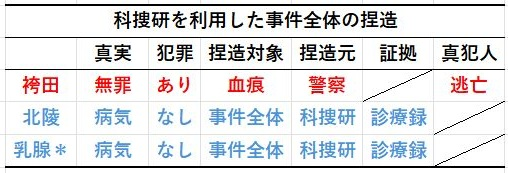 科捜研を利用した事件全体の捏造
真実 犯罪 捏造対象 捏造元 証拠 真犯人
袴田 無罪 あり 血痕 警察 逃亡
北陵 病気 なし 事件全体 科捜研 診療録
乳腺＊ 病気 なし 事件全体 科捜研 診療録